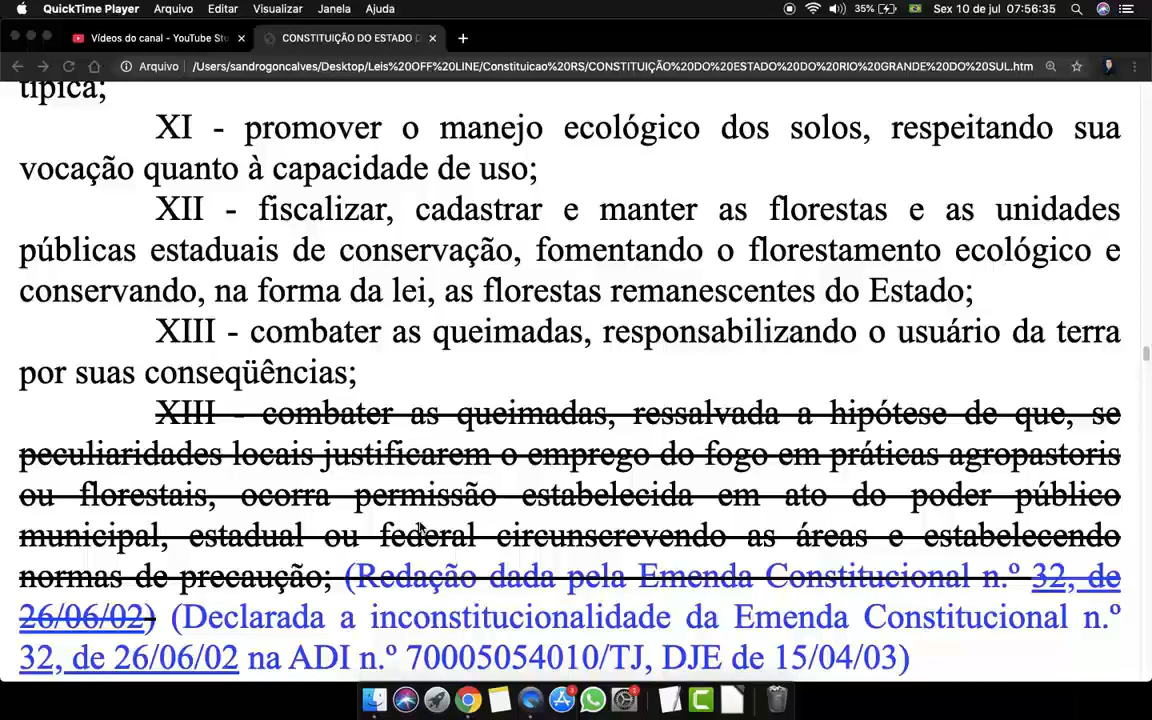 QuickTime Player Arquivo Editar Visualizar Janela Ajuda 35% Sex 10 de jul 07:56:35
Vídeos do canal - YouTube Stu × CONSTITUIÇÃO DO ESTADO D × +
Arquivo /Users/sandrogoncalves/Desktop/Leis%20OFF%20LINE/Constituicao%20RS/CONSTITUIÇÃO%20DO%20ESTADO%20DO%20RIO%20GRANDE%20DO%20SUL.htm
típica;
XI - promover o manejo ecológico dos solos, respeitando sua
vocação quanto à capacidade de uso;
XII - fiscalizar, cadastrar e manter as florestas e as unidades
públicas estaduais de conservação, fomentando o florestamento ecológico e
conservando, na forma da lei, as florestas remanescentes do Estado;
XIII - combater as queimadas, responsabilizando o usuário da terra
por suas conseqüências;
XIII - combater as queimadas, ressalvada a hipótese de que, se
peculiaridades locais justificarem o emprego do fogo em práticas agropastoris
ou florestais, ocorra permissão estabelecida em ato do poder público
municipal, estadual ou federal circunscrevendo as áreas e estabelecendo
normas de precaução; (Redação dada pela Emenda Constitucional n.º 32, de
26/06/02) (Declarada a inconstitucionalidade da Emenda Constitucional n.º
32, de 26/06/02 na ADI n.º 70005054010/TJ, DJE de 15/04/03)